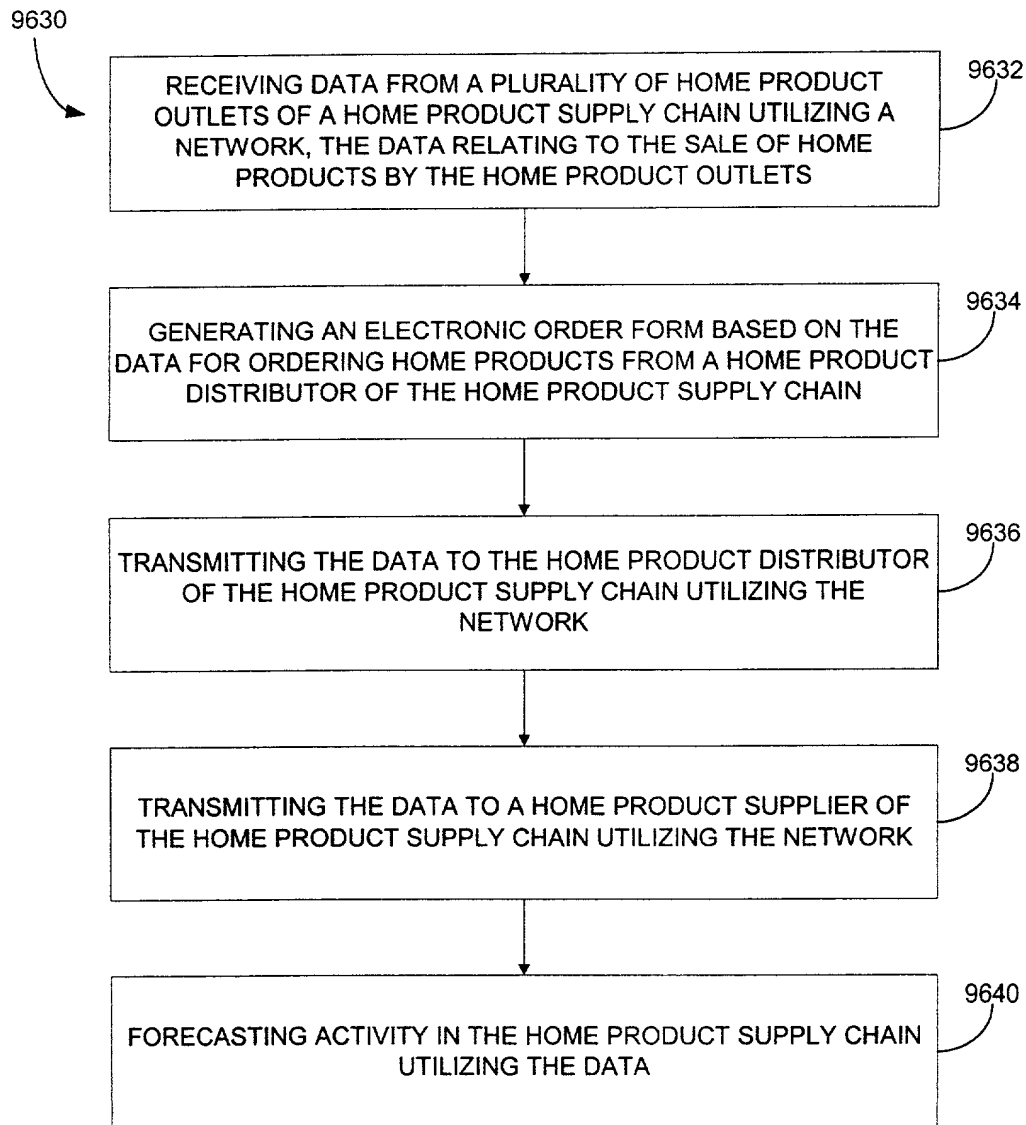 9630
9632
RECEIVING DATA FROM A PLURALITY OF HOME PRODUCT
OUTLETS OF A HOME PRODUCT SUPPLY CHAIN UTILIZING A
NETWORK, THE DATA RELATING TO THE SALE OF HOME
PRODUCTS BY THE HOME PRODUCT OUTLETS
9634
GENERATING AN ELECTRONIC ORDER FORM BASED ON THE
DATA FOR ORDERING HOME PRODUCTS FROM A HOME PRODUCT
DISTRIBUTOR OF THE HOME PRODUCT SUPPLY CHAIN
9636
TRANSMITTING THE DATA TO THE HOME PRODUCT DISTRIBUTOR
OF THE HOME PRODUCT SUPPLY CHAIN UTILIZING THE
NETWORK
9638
TRANSMITTING THE DATA TO A HOME PRODUCT SUPPLIER OF
THE HOME PRODUCT SUPPLY CHAIN UTILIZING THE NETWORK
9640
FORECASTING ACTIVITY IN THE HOME PRODUCT SUPPLY CHAIN
UTILIZING THE DATA